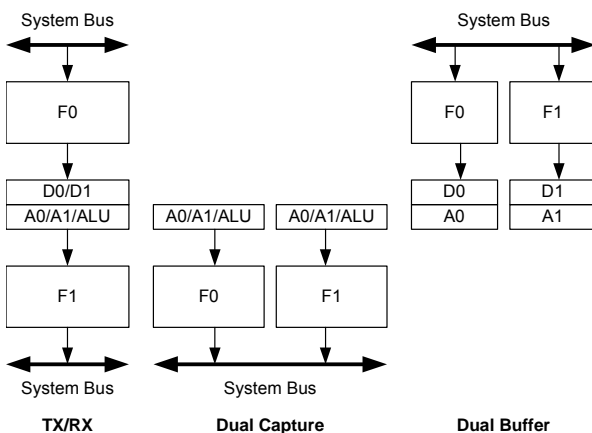 System Bus
F0
D0/D1
A0/A1/ALU
F1
System Bus
TX/RX
A0/A1/ALU
A0/A1/ALU
F0
F1
System Bus
Dual Capture
System Bus
F0
F1
D0
D1
A0
A1
Dual Buffer